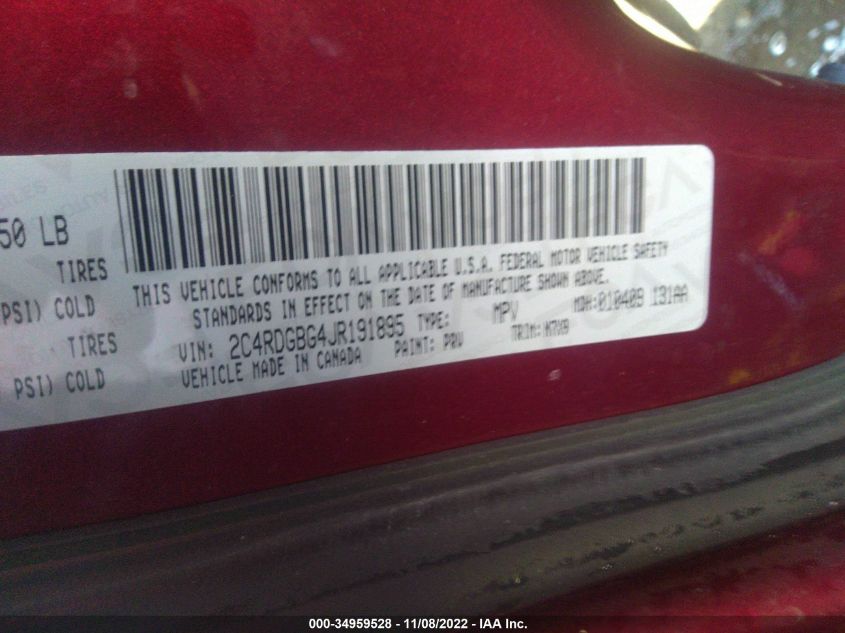 50 LB
TIRES
PSI) COLD
TIRES
PSI) COLD
THIS VEHICLE CONFORMS TO ALL APPLICABLE U.S.A. FEDERAL MOTOR VEHICLE SAFETY
STANDARDS IN EFFECT ON THE DATE OF MANUFACTURE SHOWN ABOVE.
VIN: 2C4RDGBG4JR191895 TYPE: MPV MDH:010409 131AA
VEHICLE MADE IN CANADA PAINT: PRV TRIM:M7X9
000-34959528 - 11/08/2022 - IAA Inc.